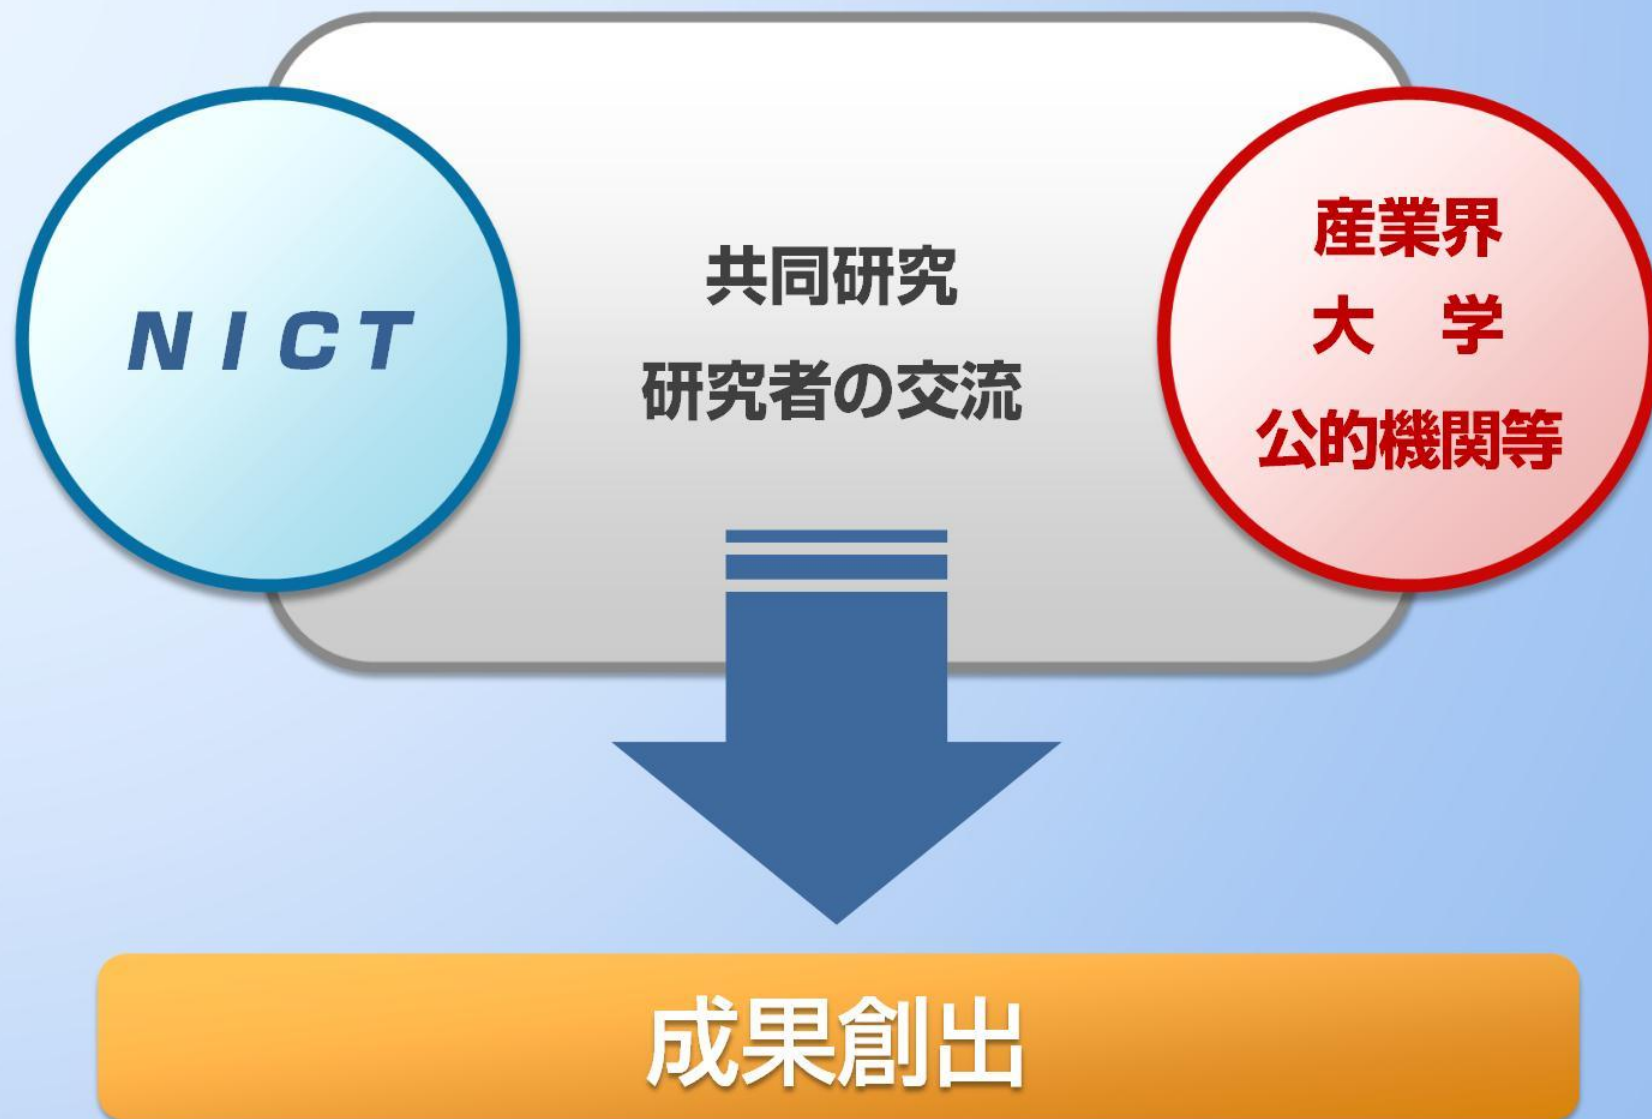 NICT
共同研究
研究者の交流
産業界
大　学
公的機関等
成果創出